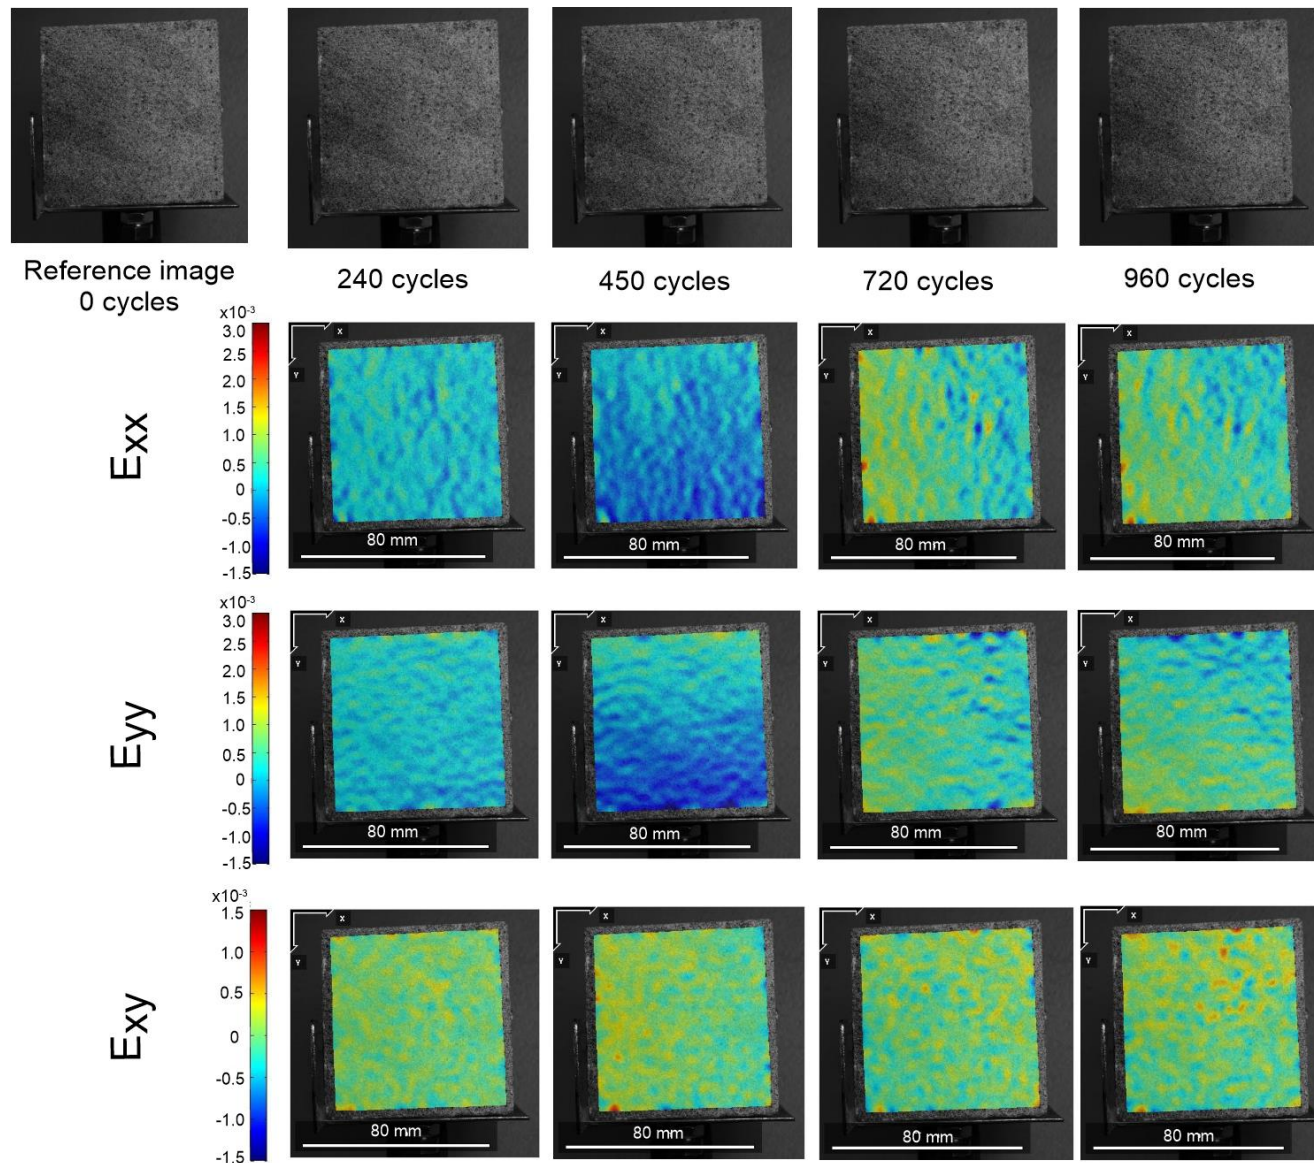 Reference image
0 cycles
240 cycles
450 cycles
720 cycles
960 cycles
Exx
x10-3
3.0
2.5
2.0
1.5
1.0
0.5
0
-0.5
-1.0
-1.5
X
Y
80 mm
X
Y
80 mm
X
Y
80 mm
X
Y
80 mm
Eyy
x10-3
3.0
2.5
2.0
1.5
1.0
0.5
0
-0.5
-1.0
-1.5
X
Y
80 mm
X
Y
80 mm
X
Y
80 mm
X
Y
80 mm
Exy
x10-3
1.5
1.0
0.5
0
-0.5
-1.0
-1.5
X
Y
80 mm
X
Y
80 mm
X
Y
80 mm
X
Y
80 mm